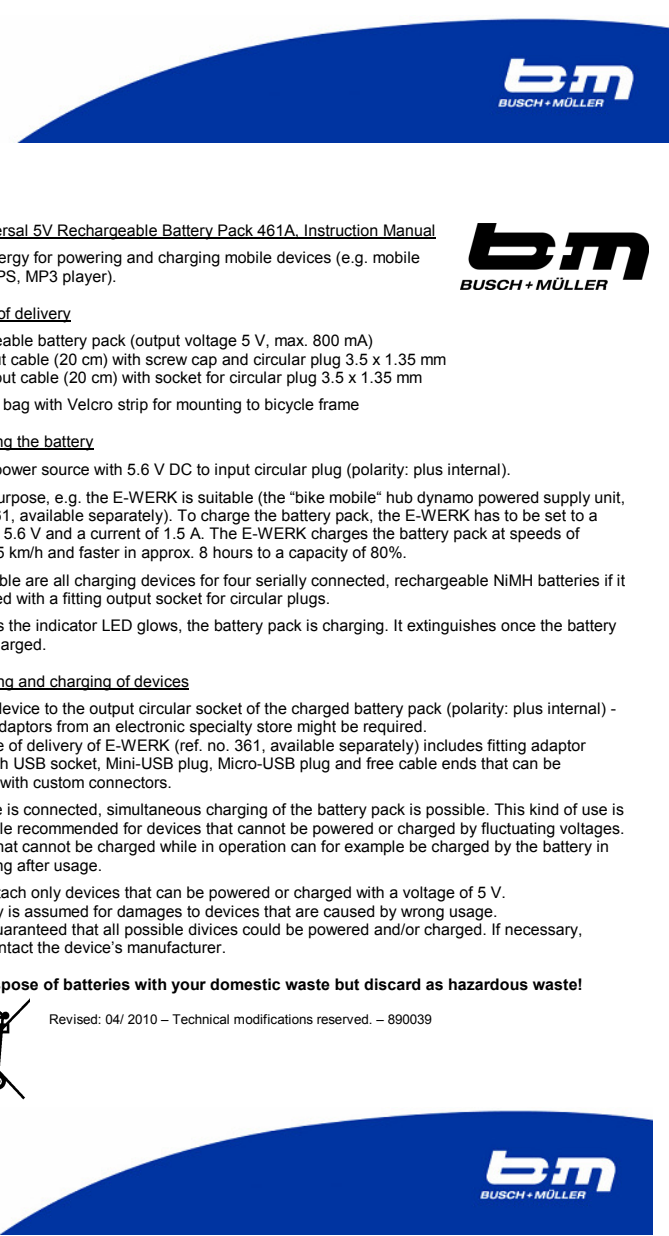 bm
BUSCH+MÜLLER
ersal 5V Rechargeable Battery Pack 461A, Instruction Manual
bm
BUSCH+MÜLLER
ergy for powering and charging mobile devices (e.g. mobile
PS, MP3 player).
of delivery
eable battery pack (output voltage 5 V, max. 800 mA)
ut cable (20 cm) with screw cap and circular plug 3.5 x 1.35 mm
out cable (20 cm) with socket for circular plug 3.5 x 1.35 mm
bag with Velcro strip for mounting to bicycle frame
ng the battery
power source with 5.6 V DC to input circular plug (polarity: plus internal).
urpose, e.g. the E-WERK is suitable (the “bike mobile“ hub dynamo powered supply unit,
61, available separately). To charge the battery pack, the E-WERK has to be set to a
5.6 V and a current of 1.5 A. The E-WERK charges the battery pack at speeds of
5 km/h and faster in approx. 8 hours to a capacity of 80%.
ble are all charging devices for four serially connected, rechargeable NiMH batteries if it
ed with a fitting output socket for circular plugs.
s the indicator LED glows, the battery pack is charging. It extinguishes once the battery
harged.
ng and charging of devices
device to the output circular socket of the charged battery pack (polarity: plus internal) -
daptors from an electronic specialty store might be required.
e of delivery of E-WERK (ref. no. 361, available separately) includes fitting adaptor
h USB socket, Mini-USB plug, Micro-USB plug and free cable ends that can be
with custom connectors.
e is connected, simultaneous charging of the battery pack is possible. This kind of use is
le recommended for devices that cannot be powered or charged by fluctuating voltages.
hat cannot be charged while in operation can for example be charged by the battery in
ng after usage.
tach only devices that can be powered or charged with a voltage of 5 V.
y is assumed for damages to devices that are caused by wrong usage.
uaranteed that all possible divices could be powered and/or charged. If necessary,
ntact the device’s manufacturer.
spose of batteries with your domestic waste but discard as hazardous waste!
Revised: 04/ 2010 – Technical modifications reserved. – 890039
bm
BUSCH+MÜLLER